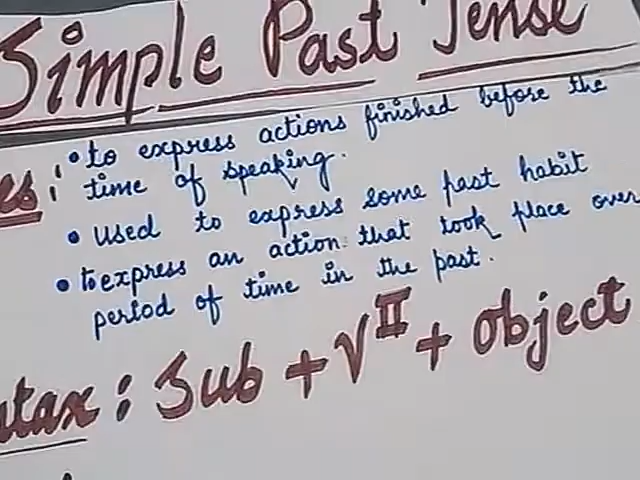 Simple Past Tense
• to express actions finished before the
time of speaking.
• used to express some past habit
• to express an action that took place over
period of time in the past.
: Sub + V II + Object